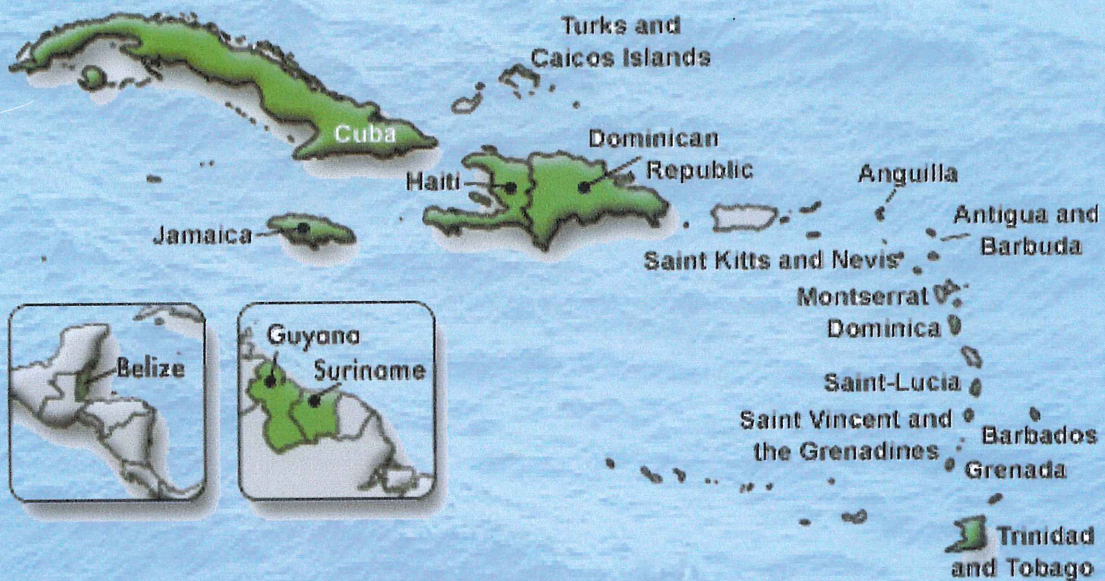 Turks and
Caicos Islands
Cuba
Dominican
Republic
Haiti
Anguilla
Jamaica
Antigua and
Barbuda
Saint Kitts and Nevis
Montserrat
Dominica
Guyana
Suriname
Belize
Saint-Lucia
Saint Vincent and
the Grenadines
Barbados
Grenada
Trinidad
and Tobago